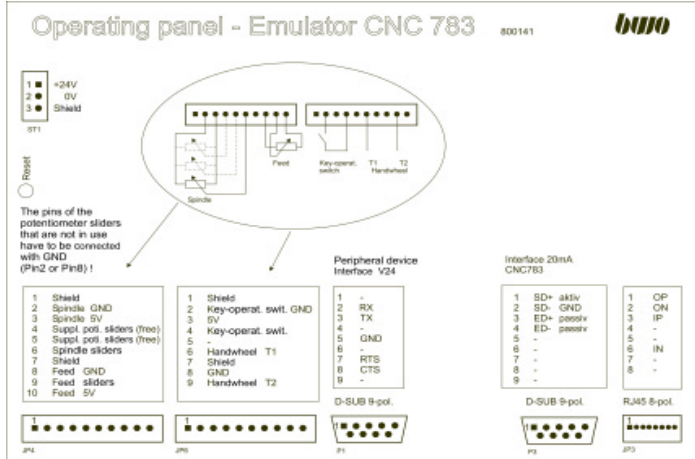 Operating panel - Emulator CNC 783
800141
bwo
1 +24V
2 0V
3 Shield
ST1
Reset
Feed
Key-operat. switch
T1 T2
Handwheel
Spindle
The pins of the
potentiometer sliders
that are not in use
have to be connected
with GND
(Pin2 or Pin8) !
1 Shield
2 Spindle GND
3 Spindle 5V
4 Suppl. poti. sliders (free)
5 Suppl. poti. sliders (free)
6 Spindle sliders
7 Shield
8 Feed GND
9 Feed sliders
10 Feed 5V
1
JP4
1 Shield
2 Key-operat. swit. GND
3 5V
4 Key-operat. swit.
5 -
6 Handwheel T1
7 Shield
8 GND
9 Handwheel T2
1
Peripheral device
Interface V24
1 -
2 RX
3 TX
4 -
5 GND
6 -
7 RTS
8 CTS
9 -
D-SUB 9-pol.
1
P1
Interface 20mA
CNC783
1 SD+ aktiv
2 SD- GND
3 ED+ passiv
4 ED- passiv
5 -
6 -
7 -
8 -
9 -
D-SUB 9-pol.
1
P3
1 OP
2 ON
3 IP
4 -
5 -
6 IN
7 -
8 -
RJ45 8-pol.
1
JP3